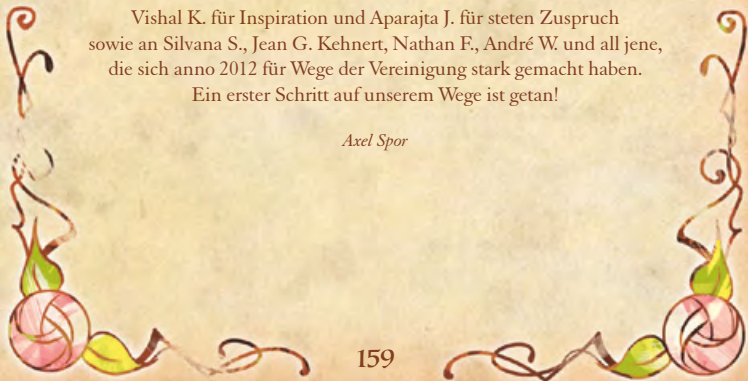 Vishal K. für Inspiration und Aparajta J. für steten Zuspruch
sowie an Silvana S., Jean G. Kehnert, Nathan F., André W. und all jene,
die sich anno 2012 für Wege der Vereinigung stark gemacht haben.
Ein erster Schritt auf unserem Wege ist getan!
Axel Spor
159